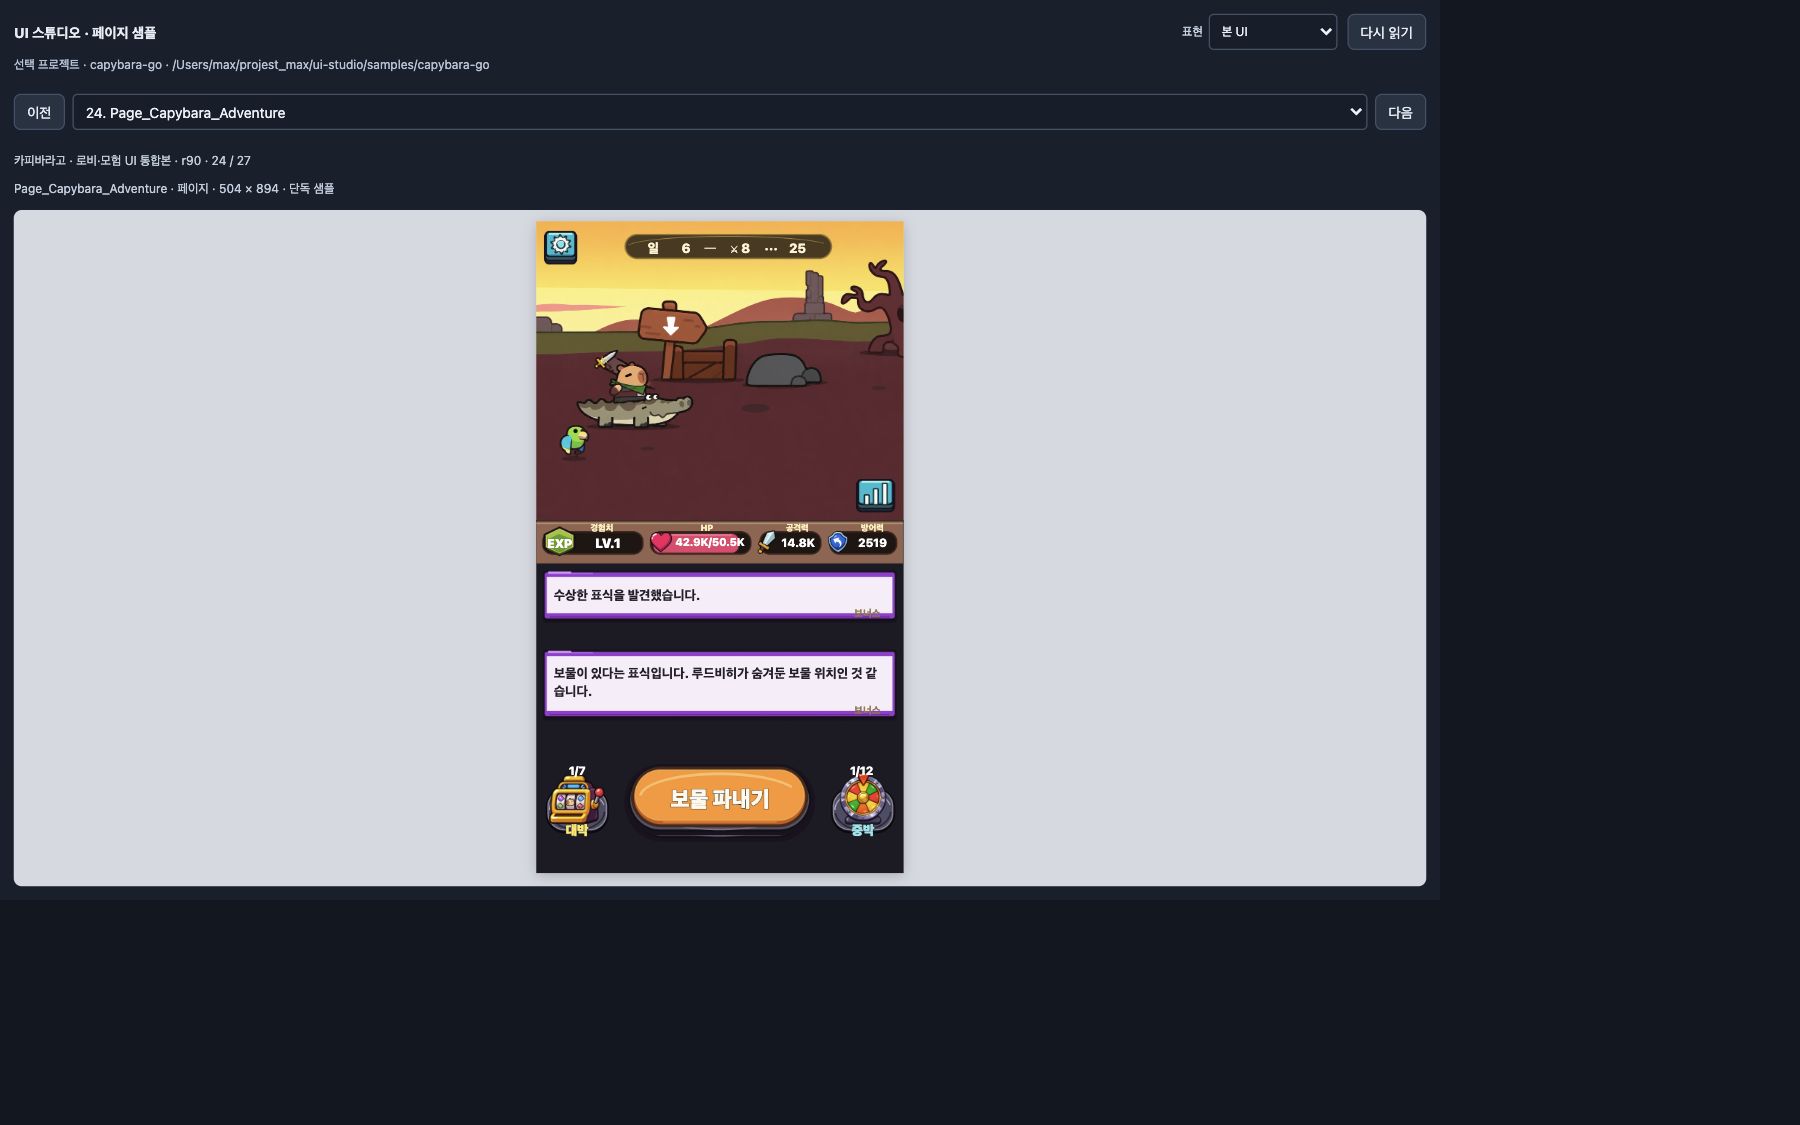 UI 스튜디오 · 페이지 샘플
표현
본 UI
다시 읽기
선택 프로젝트 · capybara-go · /Users/max/projest_max/ui-studio/samples/capybara-go
이전
24. Page_Capybara_Adventure
다음
카피바라고 · 로비·모험 UI 통합본 · r90 · 24 / 27
Page_Capybara_Adventure · 페이지 · 504 × 894 · 단독 샘플
일 6 — ⚔8 ··· 25
경험치
HP
공격력
방어력
EXP
LV.1
42.9K/50.5K
14.8K
2519
수상한 표식을 발견했습니다.
보너스
보물이 있다는 표식입니다. 루드비히가 숨겨둔 보물 위치인 것 같
습니다.
보너스
1/7
1/12
보물 파내기
대박
중박